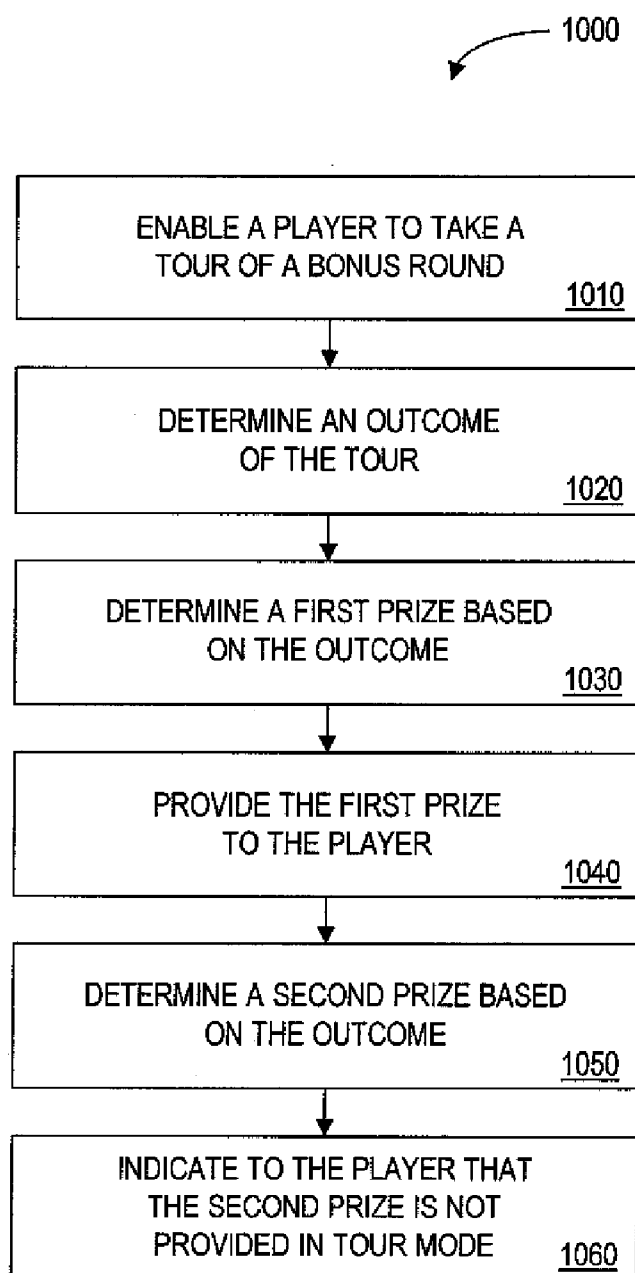 1000
ENABLE A PLAYER TO TAKE A
TOUR OF A BONUS ROUND
1010
DETERMINE AN OUTCOME
OF THE TOUR
1020
DETERMINE A FIRST PRIZE BASED
ON THE OUTCOME
1030
PROVIDE THE FIRST PRIZE
TO THE PLAYER
1040
DETERMINE A SECOND PRIZE BASED
ON THE OUTCOME
1050
INDICATE TO THE PLAYER THAT
THE SECOND PRIZE IS NOT
PROVIDED IN TOUR MODE
1060